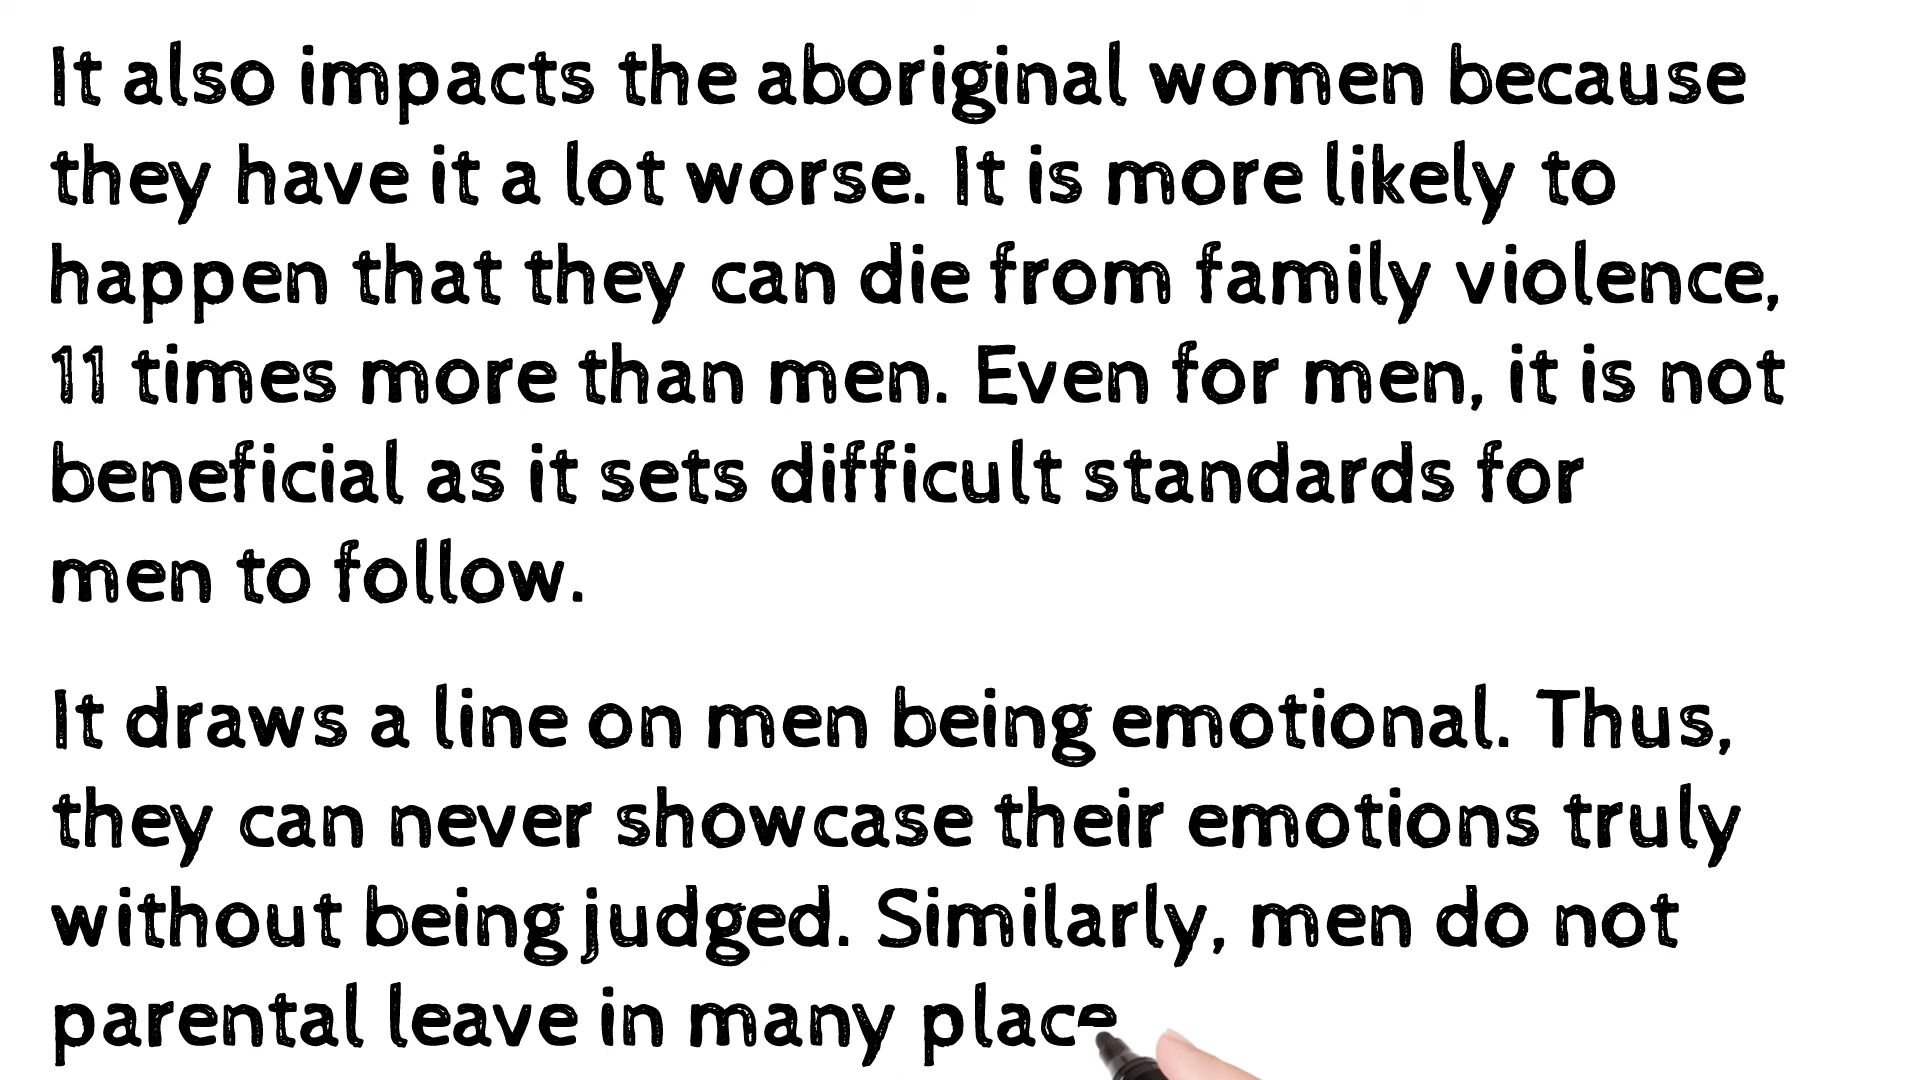 It also impacts the aboriginal women because
they have it a lot worse. It is more likely to
happen that they can die from family violence,
11 times more than men. Even for men, it is not
beneficial as it sets difficult standards for
men to follow.
It draws a line on men being emotional. Thus,
they can never showcase their emotions truly
without being judged. Similarly, men do not
parental leave in many place